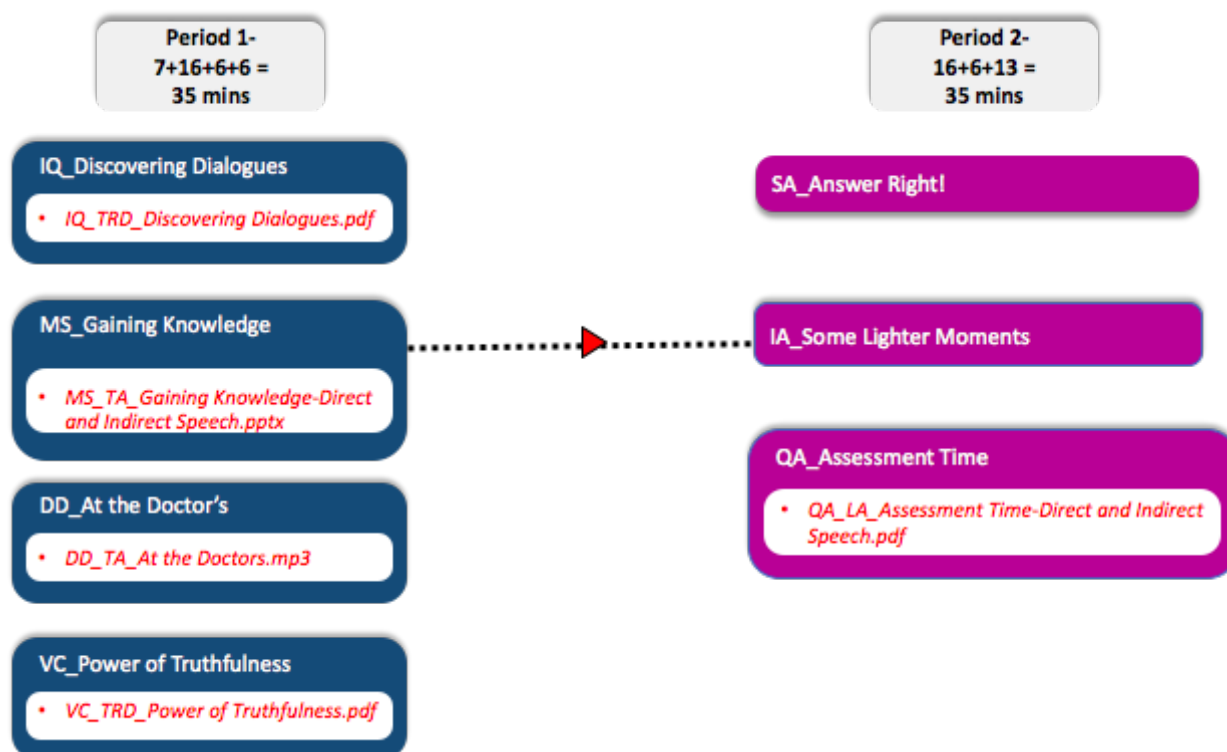 Period 1-
7+16+6+6 =
35 mins
IQ_Discovering Dialogues
• IQ_TRD_Discovering Dialogues.pdf
MS_Gaining Knowledge
• MS_TA_Gaining Knowledge-Direct
and Indirect Speech.pptx
DD_At the Doctor’s
• DD_TA_At the Doctors.mp3
VC_Power of Truthfulness
• VC_TRD_Power of Truthfulness.pdf
Period 2-
16+6+13 =
35 mins
SA_Answer Right!
IA_Some Lighter Moments
QA_Assessment Time
• QA_LA_Assessment Time-Direct and Indirect
Speech.pdf